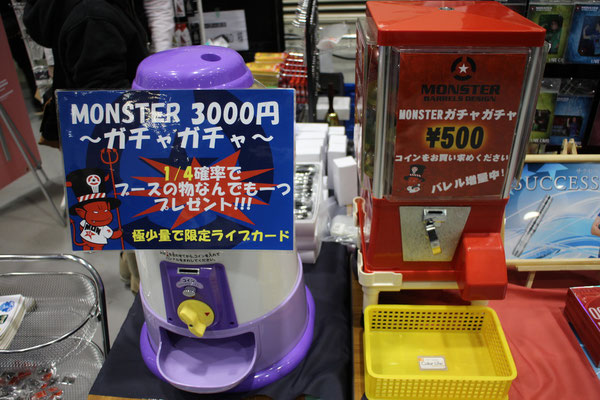 MONSTER 3000円
～ガチャガチャ～
1/4確率で
ブースの物なんでも一つ
プレゼント!!!
極少量で限定ライブカード
MON
MONSTER
BARRELS DESIGN
MONSTERガチャガチャ
¥500
コインをお買い求めください
バレル増量中!
SUCCESS